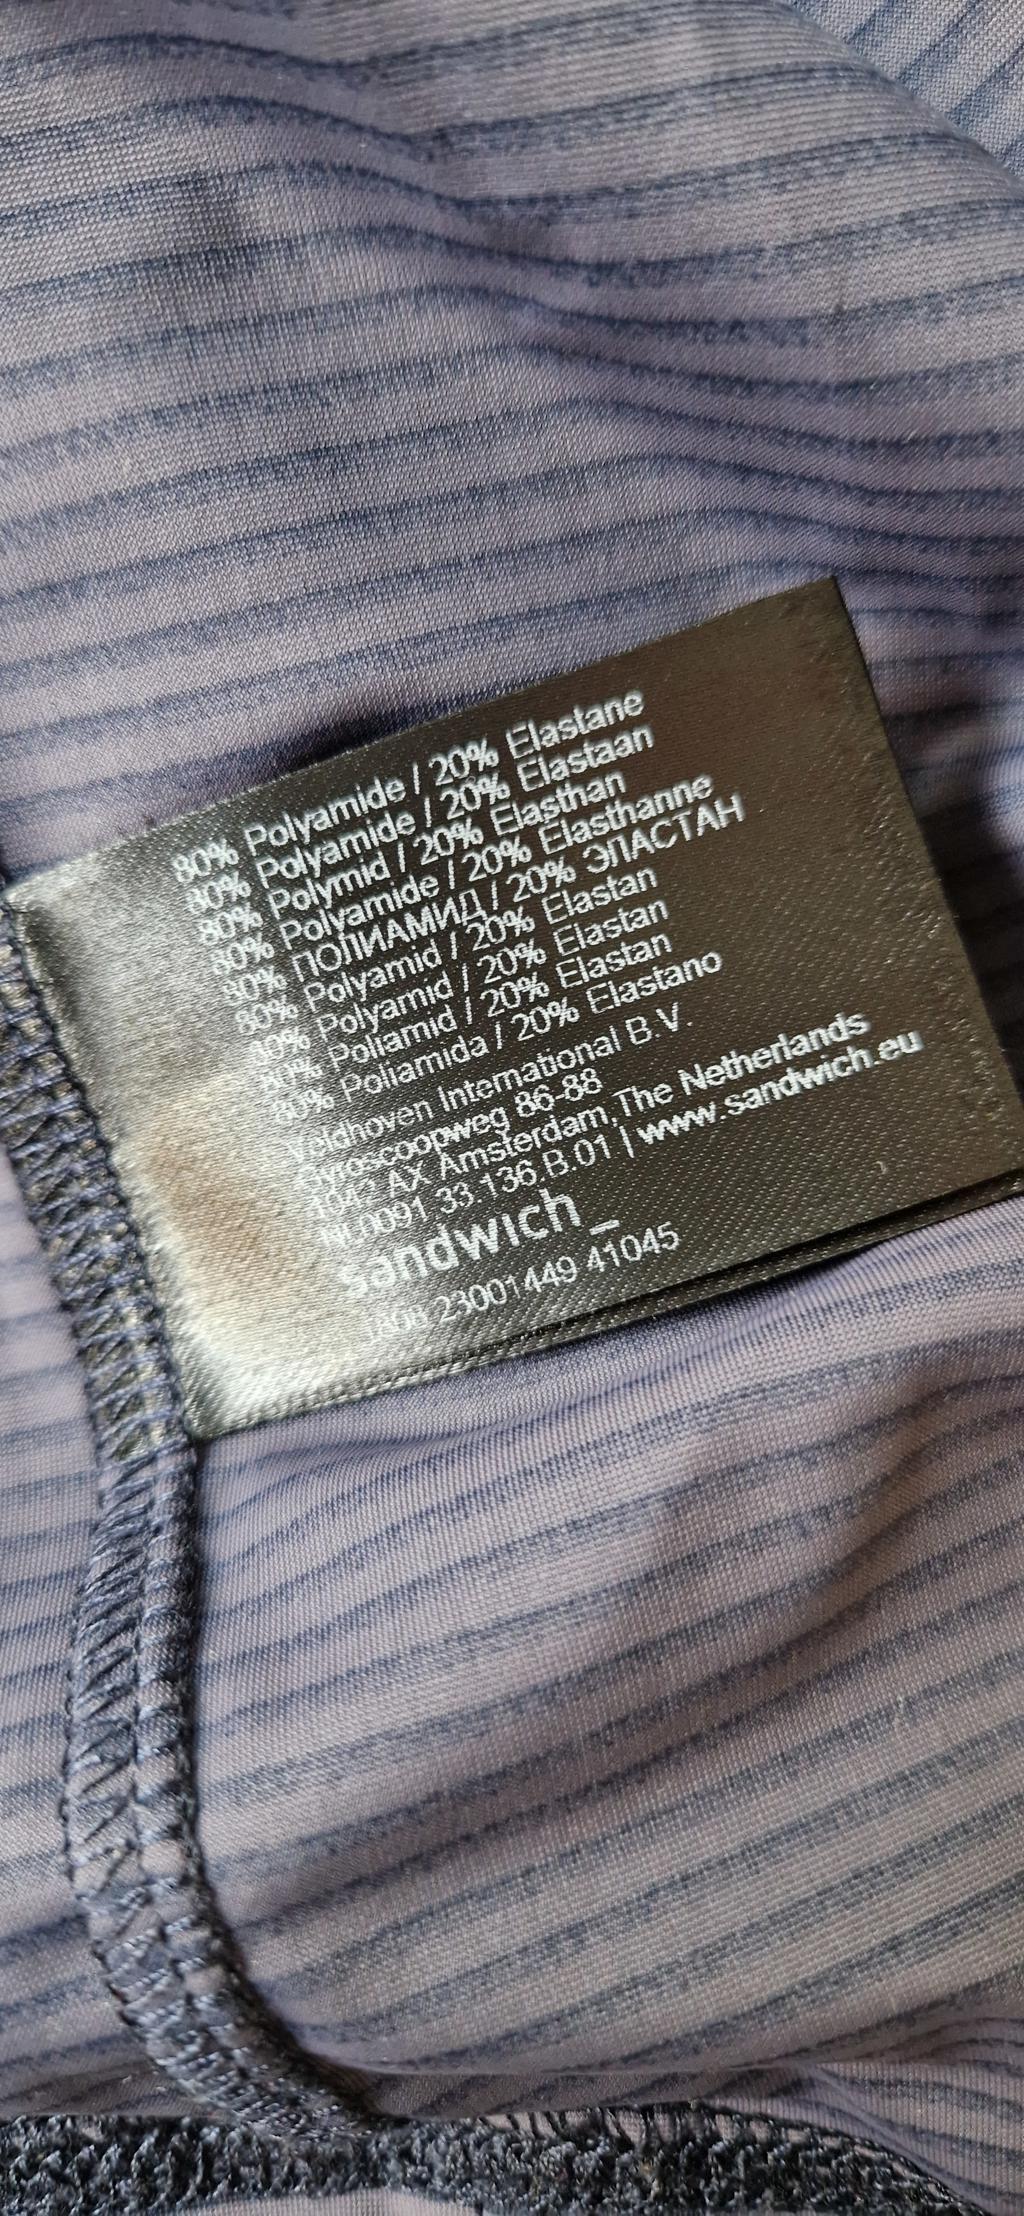 80% Polyamide / 20% Elastane
80% Polyamide / 20% Elastaan
80% Polymid / 20% Elasthan
80% Polyamide / 20% Elasthanne
80% ПОЛИАМИД / 20% ЭЛАСТАН
80% Polyamid / 20% Elastan
80% Polyamid / 20% Elastan
80% Poliamid / 20% Elastan
80% Poliamida / 20% Elastano
Veldhoven International B.V.
Gyroscoopweg 86-88
1042 AX Amsterdam, The Netherlands
NL0091 33.136.B.01 | www.sandwich.eu
sandwich_
23001449 41045